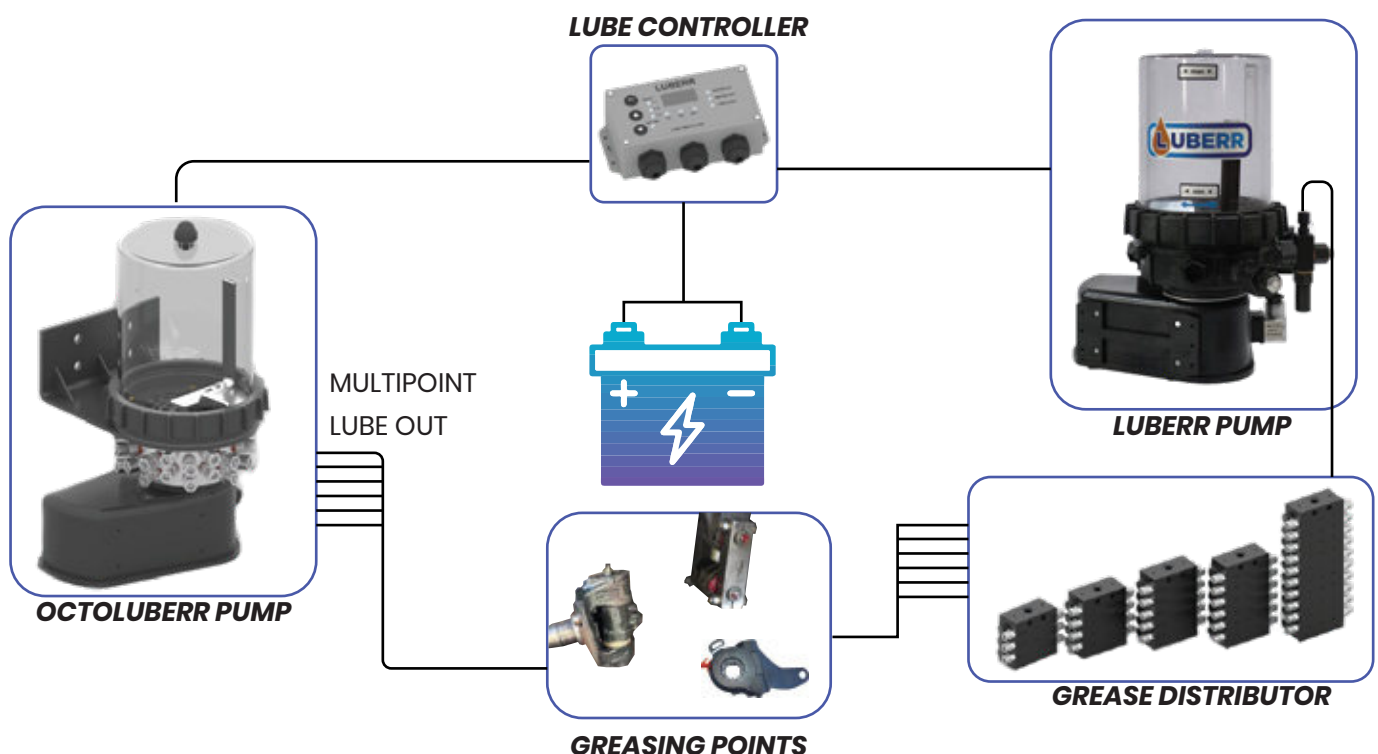 LUBE CONTROLLER
LUBERR
LUBERR
MULTIPOINT
LUBE OUT
+ −
LUBERR PUMP
OCTOLUBERR PUMP
GREASE DISTRIBUTOR
GREASING POINTS